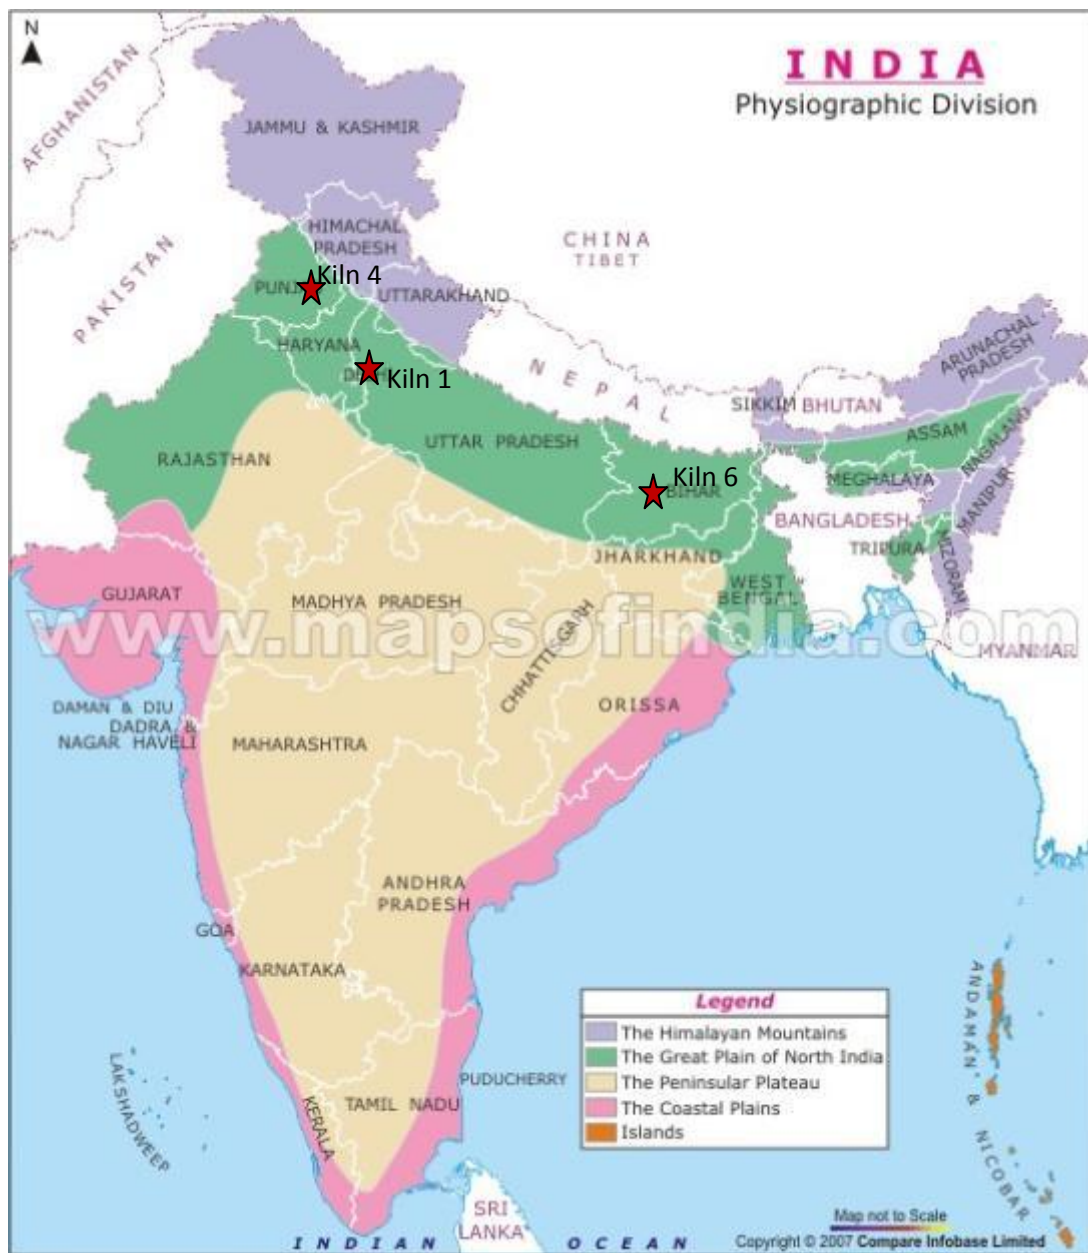 N
INDIA
Physiographic Division
AFGHANISTAN
JAMMU & KASHMIR
HIMACHAL
PRADESH
CHINA
TIBET
PAKISTAN
Kiln 4
UTTARAKHAND
HARYANA
Kiln 1
NEPAL
ARUNACHAL
PRADESH
SIKKIM
BHUTAN
UTTAR PRADESH
ASSAM
NAGALAND
RAJASTHAN
Kiln 6
BIHAR
MEGHALAYA
MANIPUR
BANGLADESH
TRIPURA
MIZORAM
JHARKHAND
WEST
BENGAL
GUJARAT
MADHYA PRADESH
CHHATTISGARH
www.mapsofindia.com
MYANMAR
DAMAN & DIU
DADRA &
NAGAR HAVELI
MAHARASHTRA
ORISSA
ANDHRA
PRADESH
GOA
KARNATAKA
LAKSHADWEEP
PUDUCHERRY
KERALA
TAMIL NADU
ANDAMAN & NICOBAR
Legend
The Himalayan Mountains
The Great Plain of North India
The Peninsular Plateau
The Coastal Plains
Islands
SRI
LANKA
INDIAN OCEAN
Map not to Scale
Copyright © 2007 Compare Infobase Limited